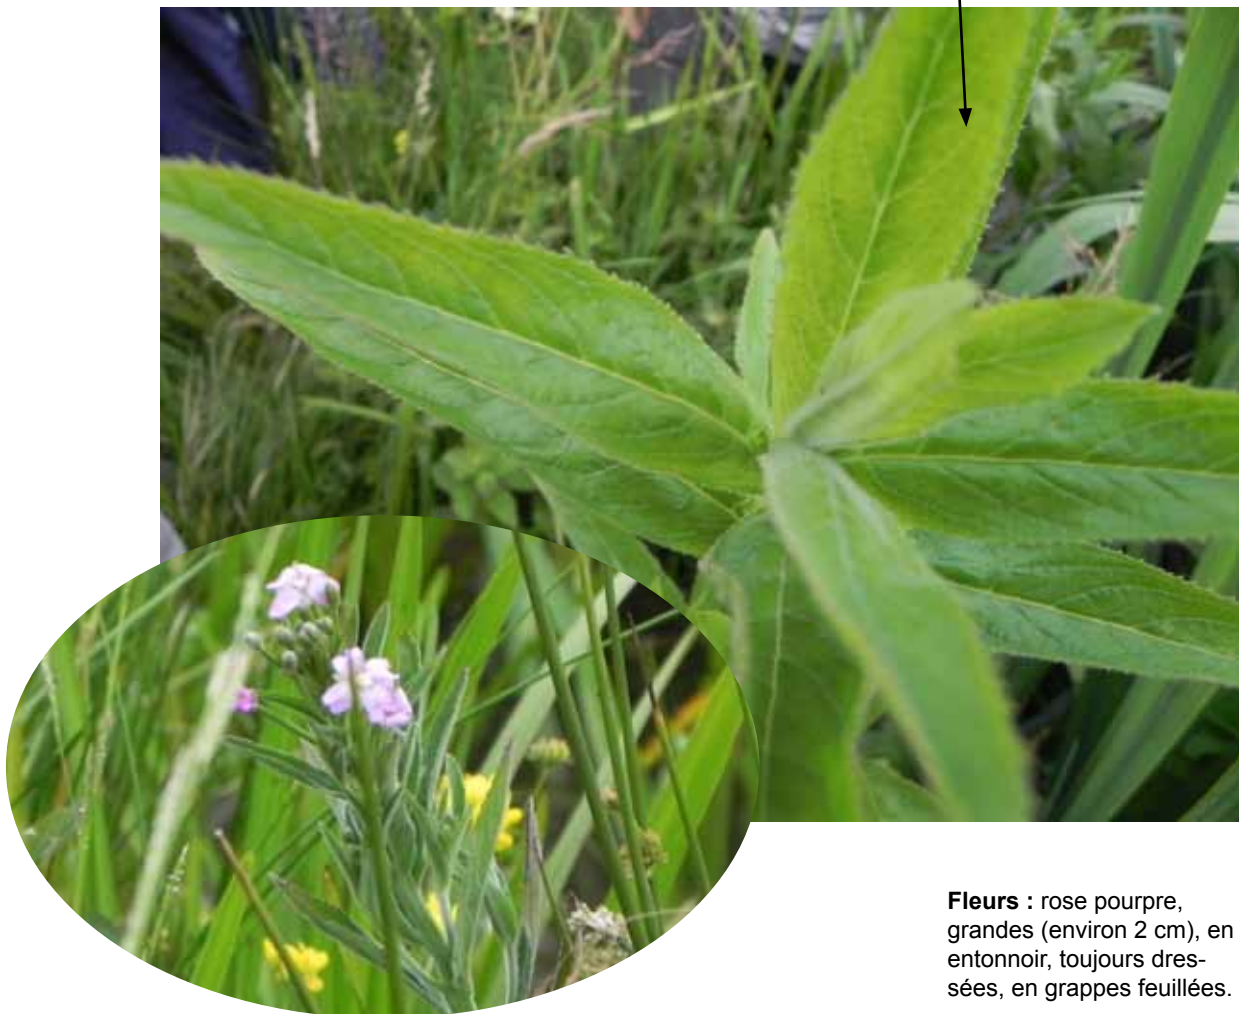 Fleurs : rose pourpre,
grandes (environ 2 cm), en
entonnoir, toujours dres-
sées, en grappes feuillées.